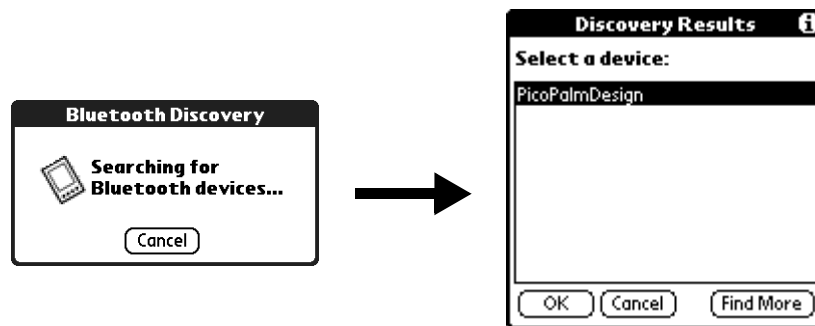 Bluetooth Discovery
Searching for
Bluetooth devices...
Cancel
Discovery Results i
Select a device:
PicoPalmDesign
OK Cancel Find More